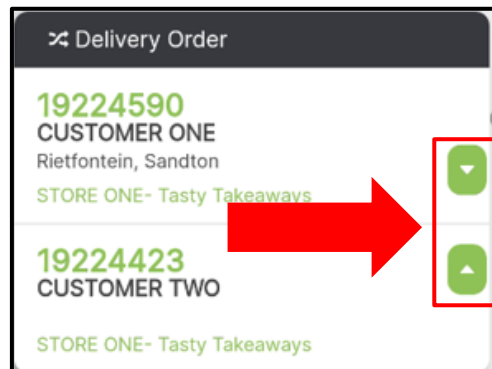 Delivery Order
19224590
CUSTOMER ONE
Rietfontein, Sandton
STORE ONE- Tasty Takeaways
19224423
CUSTOMER TWO
STORE ONE- Tasty Takeaways